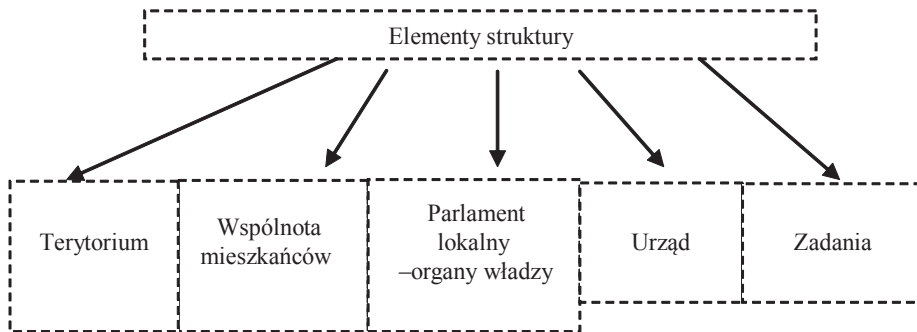 Elementy struktury
Terytorium
Wspólnota
mieszkańców
Parlament
lokalny
–organy władzy
Urząd
Zadania